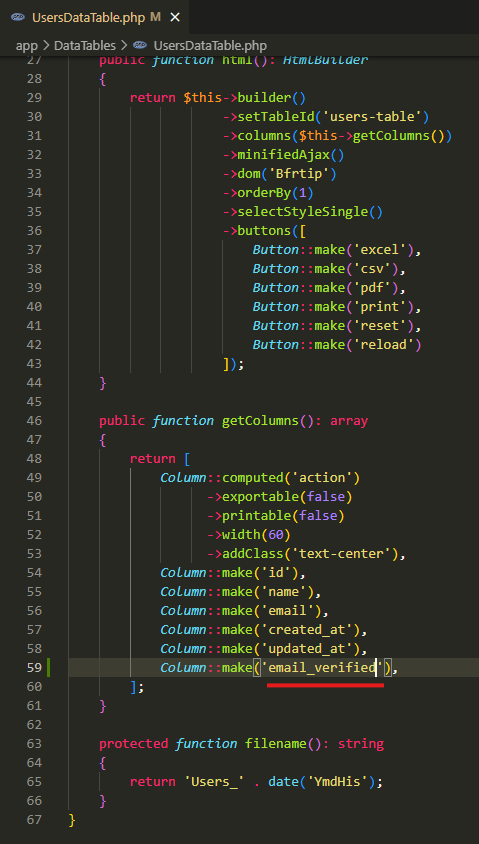 UsersDataTable.php M
app > DataTables > UsersDataTable.php
27 public function html(): HtmlBuilder
28 {
29 return $this->builder()
30 ->setTableId('users-table')
31 ->columns($this->getColumns())
32 ->minifiedAjax()
33 ->dom('Bfrtip')
34 ->orderBy(1)
35 ->selectStyleSingle()
36 ->buttons([
37 Button::make('excel'),
38 Button::make('csv'),
39 Button::make('pdf'),
40 Button::make('print'),
41 Button::make('reset'),
42 Button::make('reload')
43 ]);
44 }
45
46 public function getColumns(): array
47 {
48 return [
49 Column::computed('action')
50 ->exportable(false)
51 ->printable(false)
52 ->width(60)
53 ->addClass('text-center'),
54 Column::make('id'),
55 Column::make('name'),
56 Column::make('email'),
57 Column::make('created_at'),
58 Column::make('updated_at'),
59 Column::make('email_verified'),
60 ];
61 }
62
63 protected function filename(): string
64 {
65 return 'Users_' . date('YmdHis');
66 }
67 }